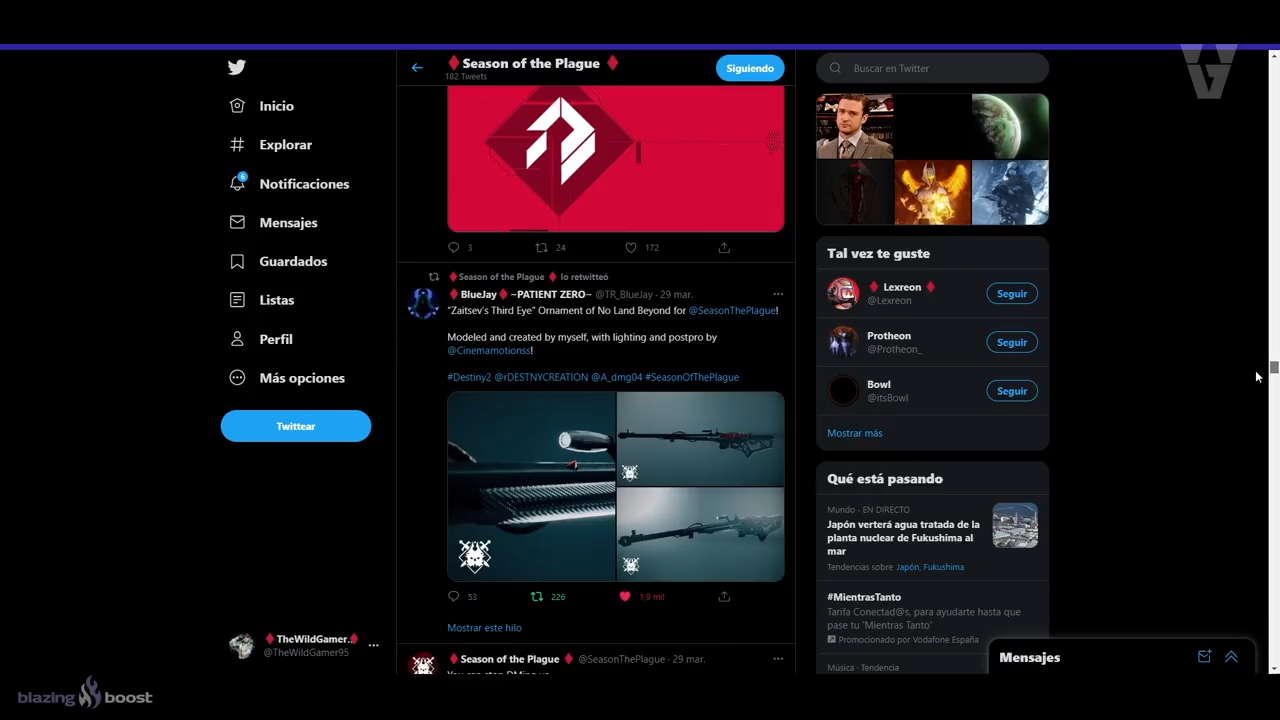 Season of the Plague
182 Tweets
Siguiendo
Buscar en Twitter
Inicio
Explorar
6
Notificaciones
Mensajes
Guardados
Listas
Perfil
Más opciones
Twittear
TheWildGamer..
@TheWildGamer95
3 24 172
Season of the Plague lo retwitteó
BlueJay ~PATIENT ZERO~ @TR_BlueJay · 29 mar.
“Zaitsev's Third Eye” Ornament of No Land Beyond for @SeasonThePlague!
Modeled and created by myself, with lighting and postpro by
@Cinemamotionss!
#Destiny2 @rDESTNYCREATION @A_dmg04 #SeasonOfThePlague
53 226 1,9 mil
Mostrar este hilo
Season of the Plague @SeasonThePlague · 29 mar.
Tal vez te guste
Lexreon
@Lexreon
Seguir
Protheon
@Protheon_
Seguir
Bowl
@itsBowl
Seguir
Mostrar más
Qué está pasando
Mundo · EN DIRECTO
Japón verterá agua tratada de la
planta nuclear de Fukushima al
mar
Tendencias sobre Japón, Fukushima
#MientrasTanto
Tarifa Conectad@s, para ayudarte hasta que
pase tu 'Mientras Tanto'
Promocionado por Vodafone España
Música · Tendencia
Mensajes
blazing boost